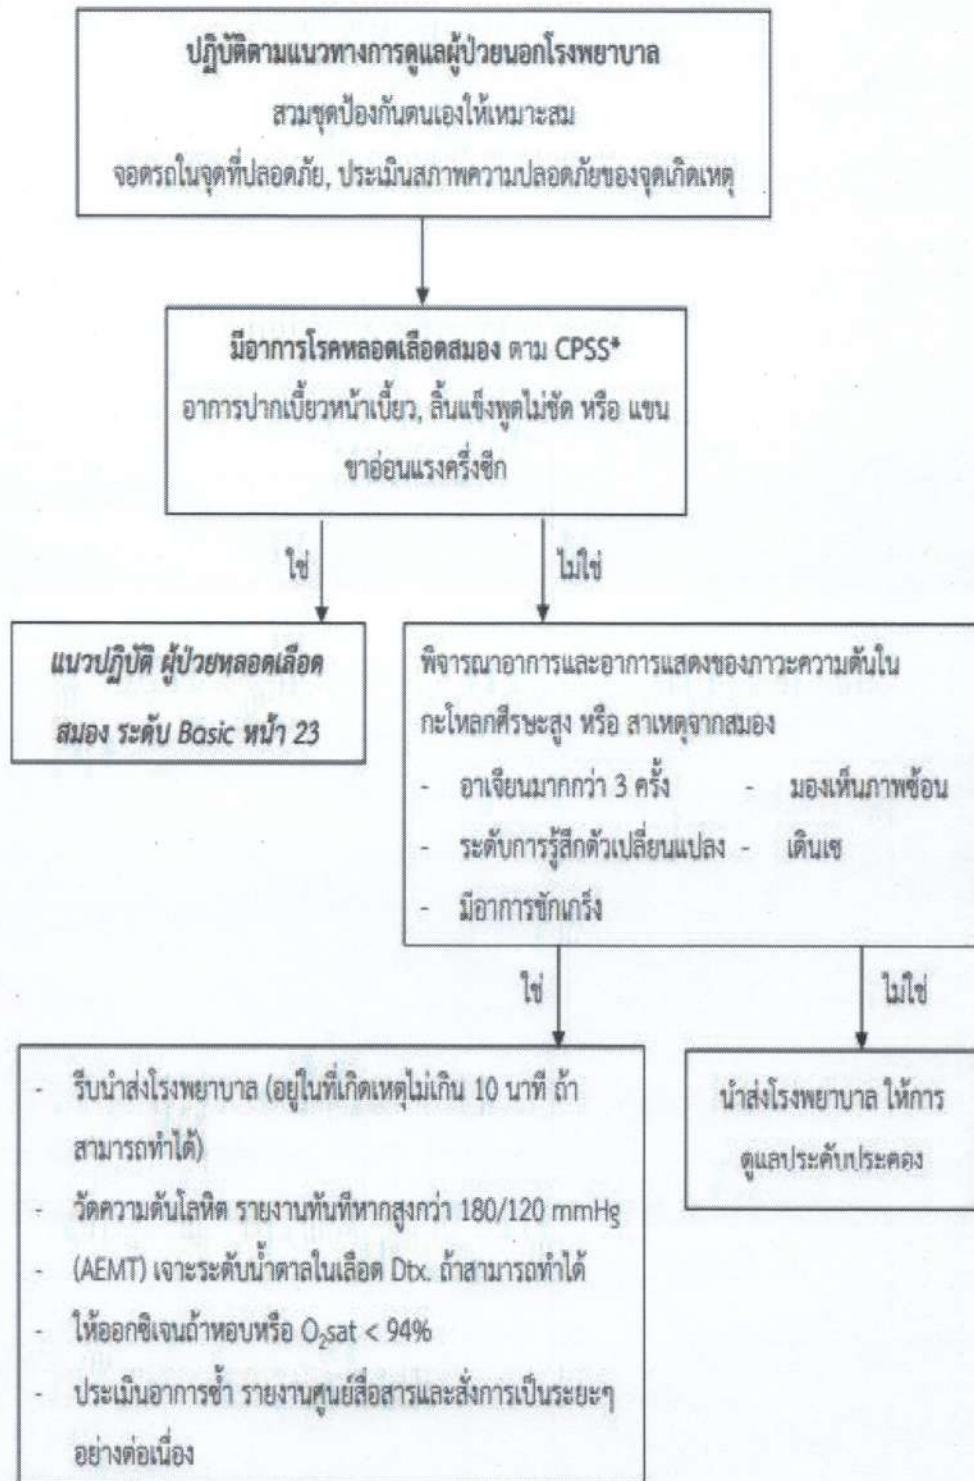 ปฏิบัติตามแนวทางการดูแลผู้ป่วยนอกโรงพยาบาล
สวมชุดป้องกันตนเองให้เหมาะสม
จอดรถในจุดที่ปลอดภัย, ประเมินสภาพความปลอดภัยของจุดเกิดเหตุ
มีอาการโรคหลอดเลือดสมอง ตาม CPSS*
อาการปากเบี้ยวหน้าเบี้ยว, ลิ้นแข็งพูดไม่ชัด หรือ แขน
ขาอ่อนแรงครึ่งซีก
ใช่
ไม่ใช่
แนวปฏิบัติ ผู้ป่วยหลอดเลือด
สมอง ระดับ Basic หน้า 23
พิจารณาอาการและอาการแสดงของภาวะความดันใน
กะโหลกศีรษะสูง หรือ สาเหตุจากสมอง
- อาเจียนมากกว่า 3 ครั้ง - มองเห็นภาพซ้อน
- ระดับการรู้สึกตัวเปลี่ยนแปลง - เดินเซ
- มีอาการชักเกร็ง
ใช่
ไม่ใช่
- รีบนำส่งโรงพยาบาล (อยู่ในที่เกิดเหตุไม่เกิน 10 นาที ถ้า
สามารถทำได้)
- วัดความดันโลหิต รายงานทันทีหากสูงกว่า 180/120 mmHg
- (AEMT) เจาะระดับน้ำตาลในเลือด Dtx. ถ้าสามารถทำได้
- ให้ออกซิเจนถ้าหอบหรือ O₂sat < 94%
- ประเมินอาการซ้ำ รายงานศูนย์สื่อสารและสั่งการเป็นระยะๆ
อย่างต่อเนื่อง
นำส่งโรงพยาบาล ให้การ
ดูแลประคับประคอง